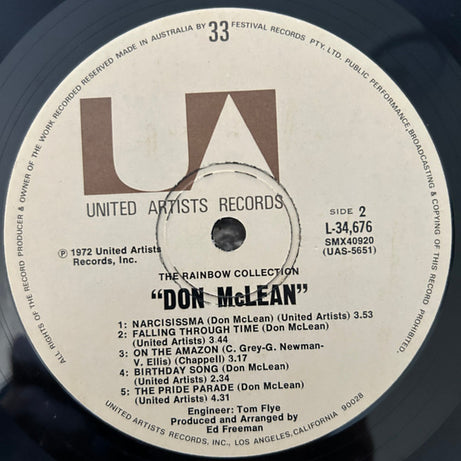 ALL RIGHTS OF THE RECORD PRODUCER & OWNER OF THE WORK RECORDED RESERVED MADE IN AUSTRALIA BY FESTIVAL RECORDS PTY. LTD. PUBLIC PERFORMANCE, BROADCASTING & COPYING OF THIS RECORD PROHIBITED.
33
UA
UNITED ARTISTS RECORDS
SIDE 2
L-34,676
SMX40920
(UAS-5651)
℗ 1972 United Artists
Records, Inc.
THE RAINBOW COLLECTION
"DON McLEAN"
1: NARCISISSMA (Don McLean) (United Artists) 3.53
2: FALLING THROUGH TIME (Don McLean)
(United Artists) 3.44
3: ON THE AMAZON (C. Grey-G. Newman-
V. Ellis) (Chappell) 3.17
4: BIRTHDAY SONG (Don McLean)
(United Artists) 2.34
5: THE PRIDE PARADE (Don McLean)
(United Artists) 4.31
Engineer: Tom Flye
Produced and Arranged by
Ed Freeman
UNITED ARTISTS RECORDS, INC., LOS ANGELES, CALIFORNIA 90028